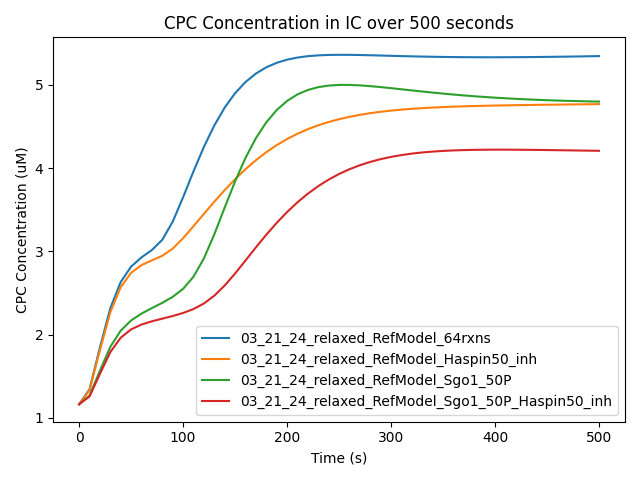 CPC Concentration in IC over 500 seconds
CPC Concentration (uM)
5
4
3
2
1
0
100
200
300
400
500
Time (s)
03_21_24_relaxed_RefModel_64rxns
03_21_24_relaxed_RefModel_Haspin50_inh
03_21_24_relaxed_RefModel_Sgo1_50P
03_21_24_relaxed_RefModel_Sgo1_50P_Haspin50_inh